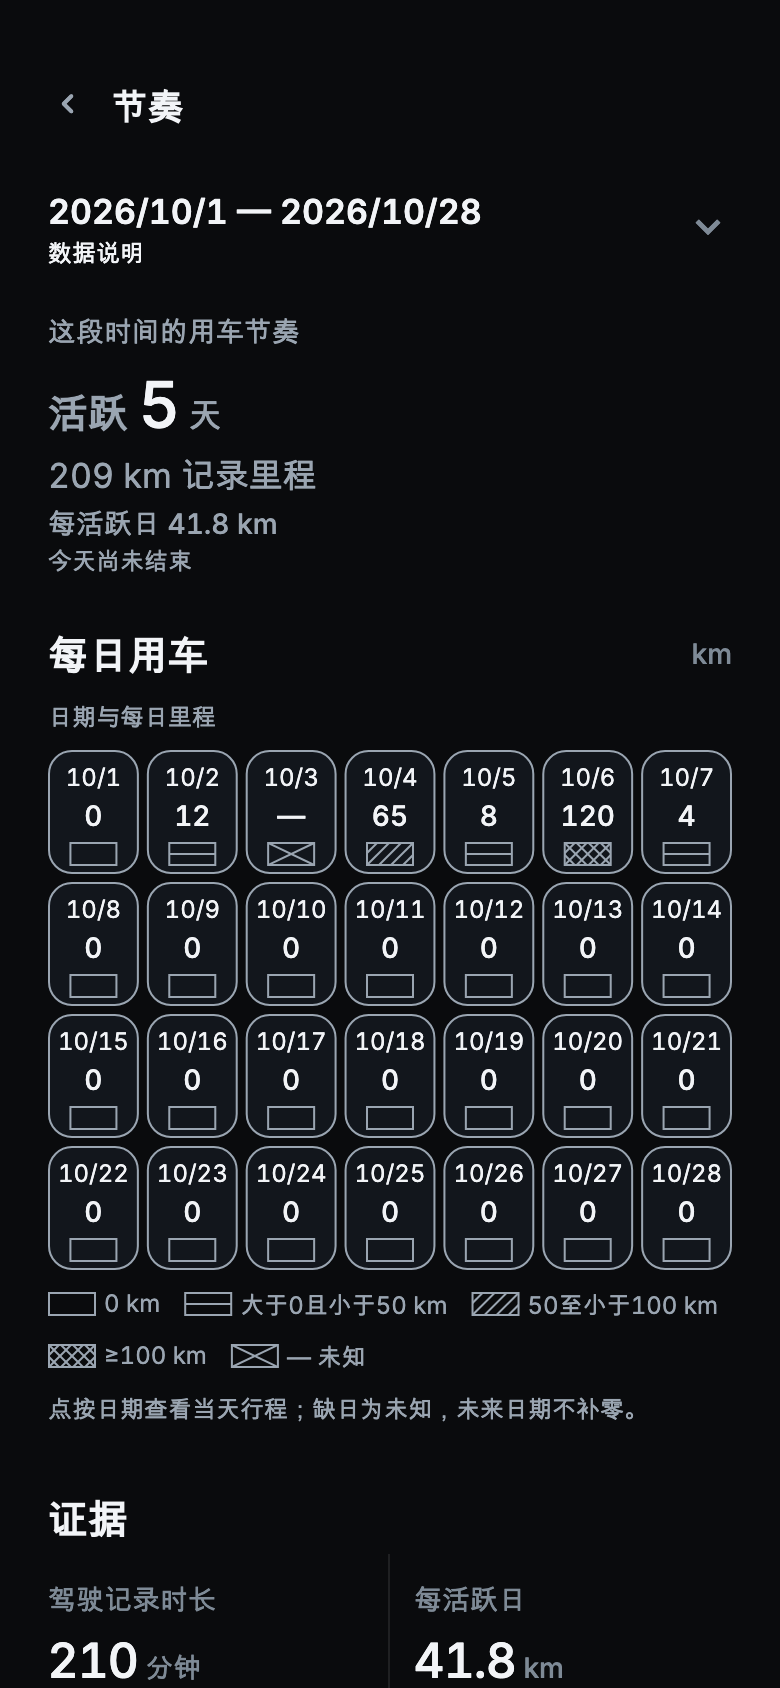 节奏
2026/10/1 — 2026/10/28
数据说明
这段时间的用车节奏
活跃 5 天
209 km 记录里程
每活跃日 41.8 km
今天尚未结束
每日用车 km
日期与每日里程
10/1 10/2 10/3 10/4 10/5 10/6 10/7
0 12 — 65 8 120 4
10/8 10/9 10/10 10/11 10/12 10/13 10/14
0 0 0 0 0 0 0
10/15 10/16 10/17 10/18 10/19 10/20 10/21
0 0 0 0 0 0 0
10/22 10/23 10/24 10/25 10/26 10/27 10/28
0 0 0 0 0 0 0
0 km 大于0且小于50 km 50至小于100 km
≥100 km — 未知
点按日期查看当天行程；缺日为未知，未来日期不补零。
证据
驾驶记录时长 每活跃日
210 分钟 41.8 km